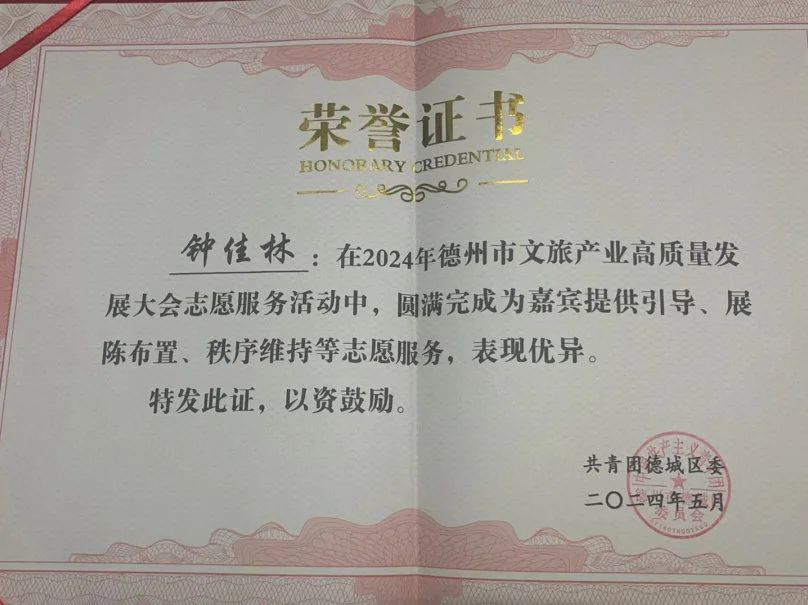 荣誉证书
HONORARY CREDENTIAL
钟佳林：在2024年德州市文旅产业高质量发
展大会志愿服务活动中，圆满完成为嘉宾提供引导、展
陈布置、秩序维持等志愿服务，表现优异。
特发此证，以资鼓励。
共青团德城区委
二〇二四年五月
委员会